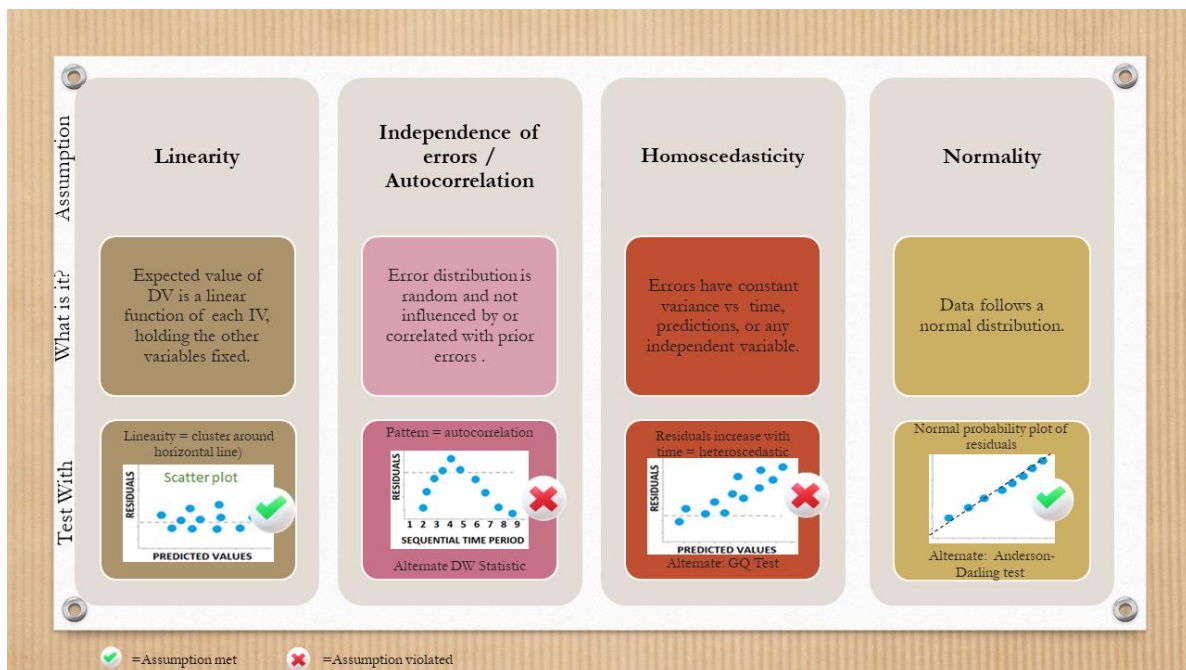 Assumption
Linearity
Independence of
errors /
Autocorrelation
Homoscedasticity
Normality
What is it?
Expected value of
DV is a linear
function of each IV,
holding the other
variables fixed.
Error distribution is
random and not
influenced by or
correlated with prior
errors .
Errors have constant
variance vs time,
predictions, or any
independent variable.
Data follows a
normal distribution.
Test With
Linearity = cluster around
horizontal line)
Scatter plot
RESIDUALS
PREDICTED VALUES
Pattern = autocorrelation
RESIDUALS
1 2 3 4 5 6 7 8 9
SEQUENTIAL TIME PERIOD
Alternate DW Statistic
Residuals increase with
time = heteroscedastic
RESIDUALS
PREDICTED VALUES
Alternate: GQ Test
Normal probability plot of
residuals
Alternate: Anderson-
Darling test
=Assumption met
=Assumption violated